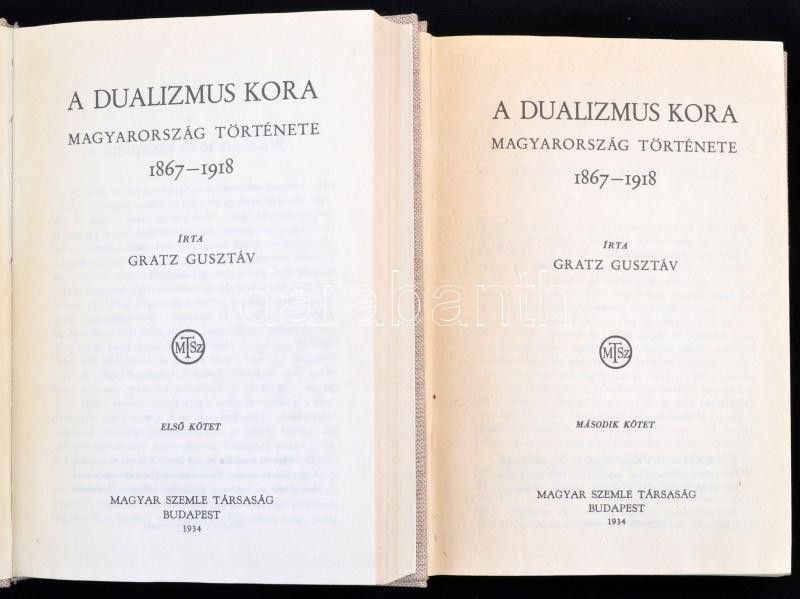 A DUALIZMUS KORA
MAGYARORSZÁG TÖRTÉNETE
1867–1918
ÍRTA
GRATZ GUSZTÁV
MTSz
ELSŐ KÖTET
MAGYAR SZEMLE TÁRSASÁG
BUDAPEST
1934
A DUALIZMUS KORA
MAGYARORSZÁG TÖRTÉNETE
1867–1918
ÍRTA
GRATZ GUSZTÁV
MTSz
MÁSODIK KÖTET
MAGYAR SZEMLE TÁRSASÁG
BUDAPEST
1934
darabanth